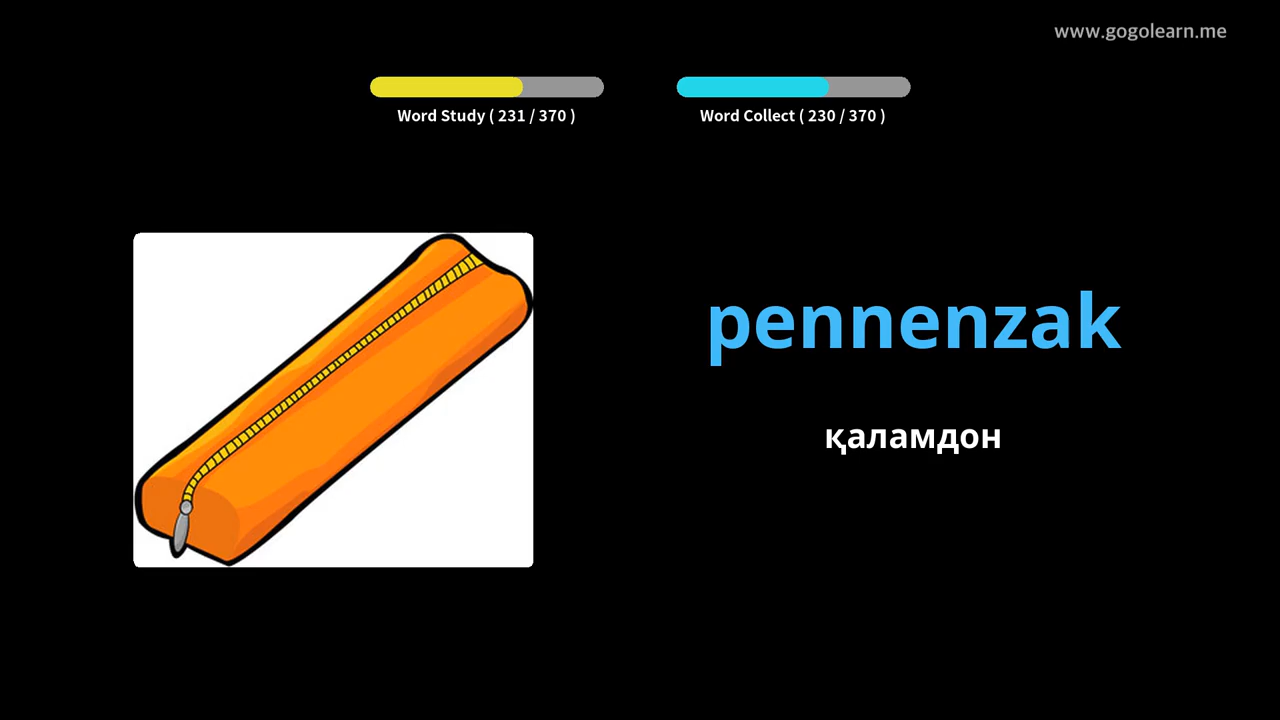 www.gogolearn.me
Word Study ( 231 / 370 )
Word Collect ( 230 / 370 )
pennenzak
қаламдон